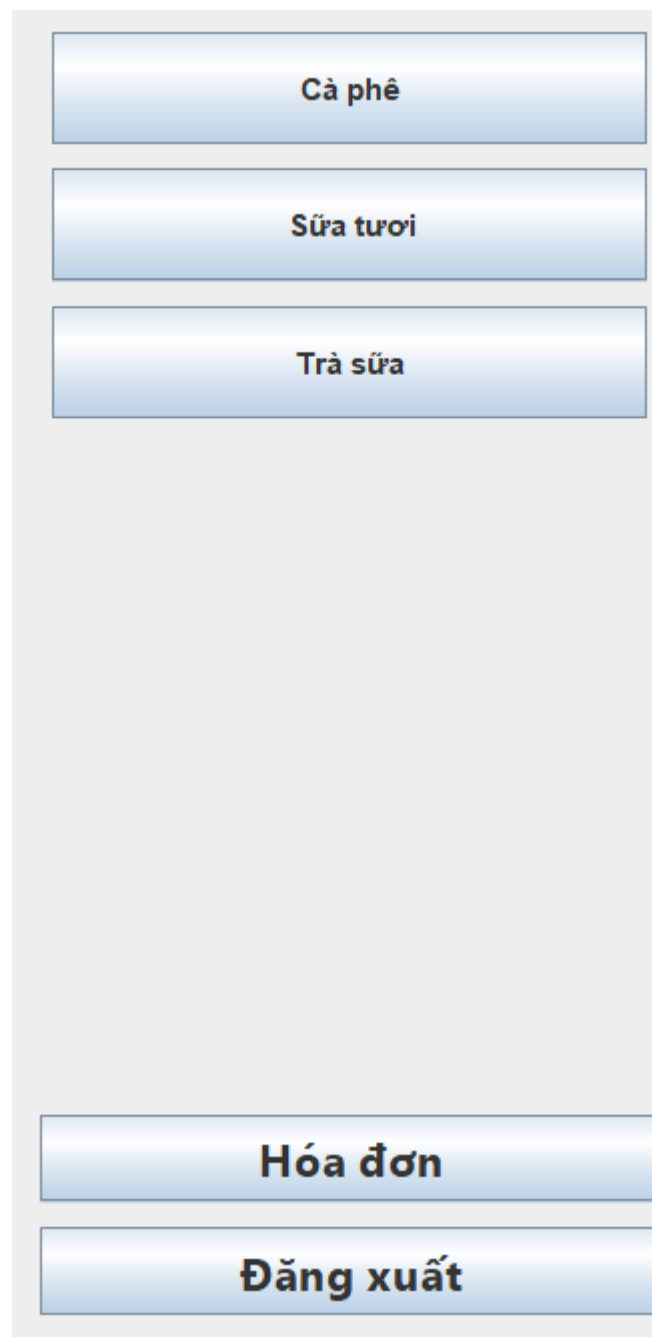 Cà phê
Sữa tươi
Trà sữa
Hóa đơn
Đăng xuất